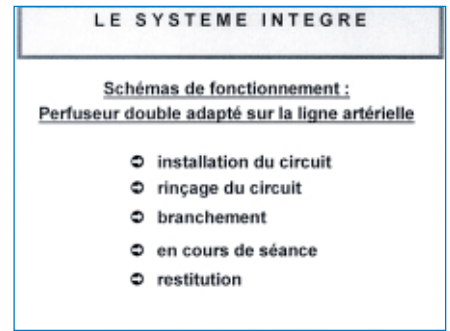 LE SYSTEME INTEGRE
Schémas de fonctionnement :
Perfuseur double adapté sur la ligne artérielle
➲ installation du circuit
➲ rinçage du circuit
➲ branchement
➲ en cours de séance
➲ restitution